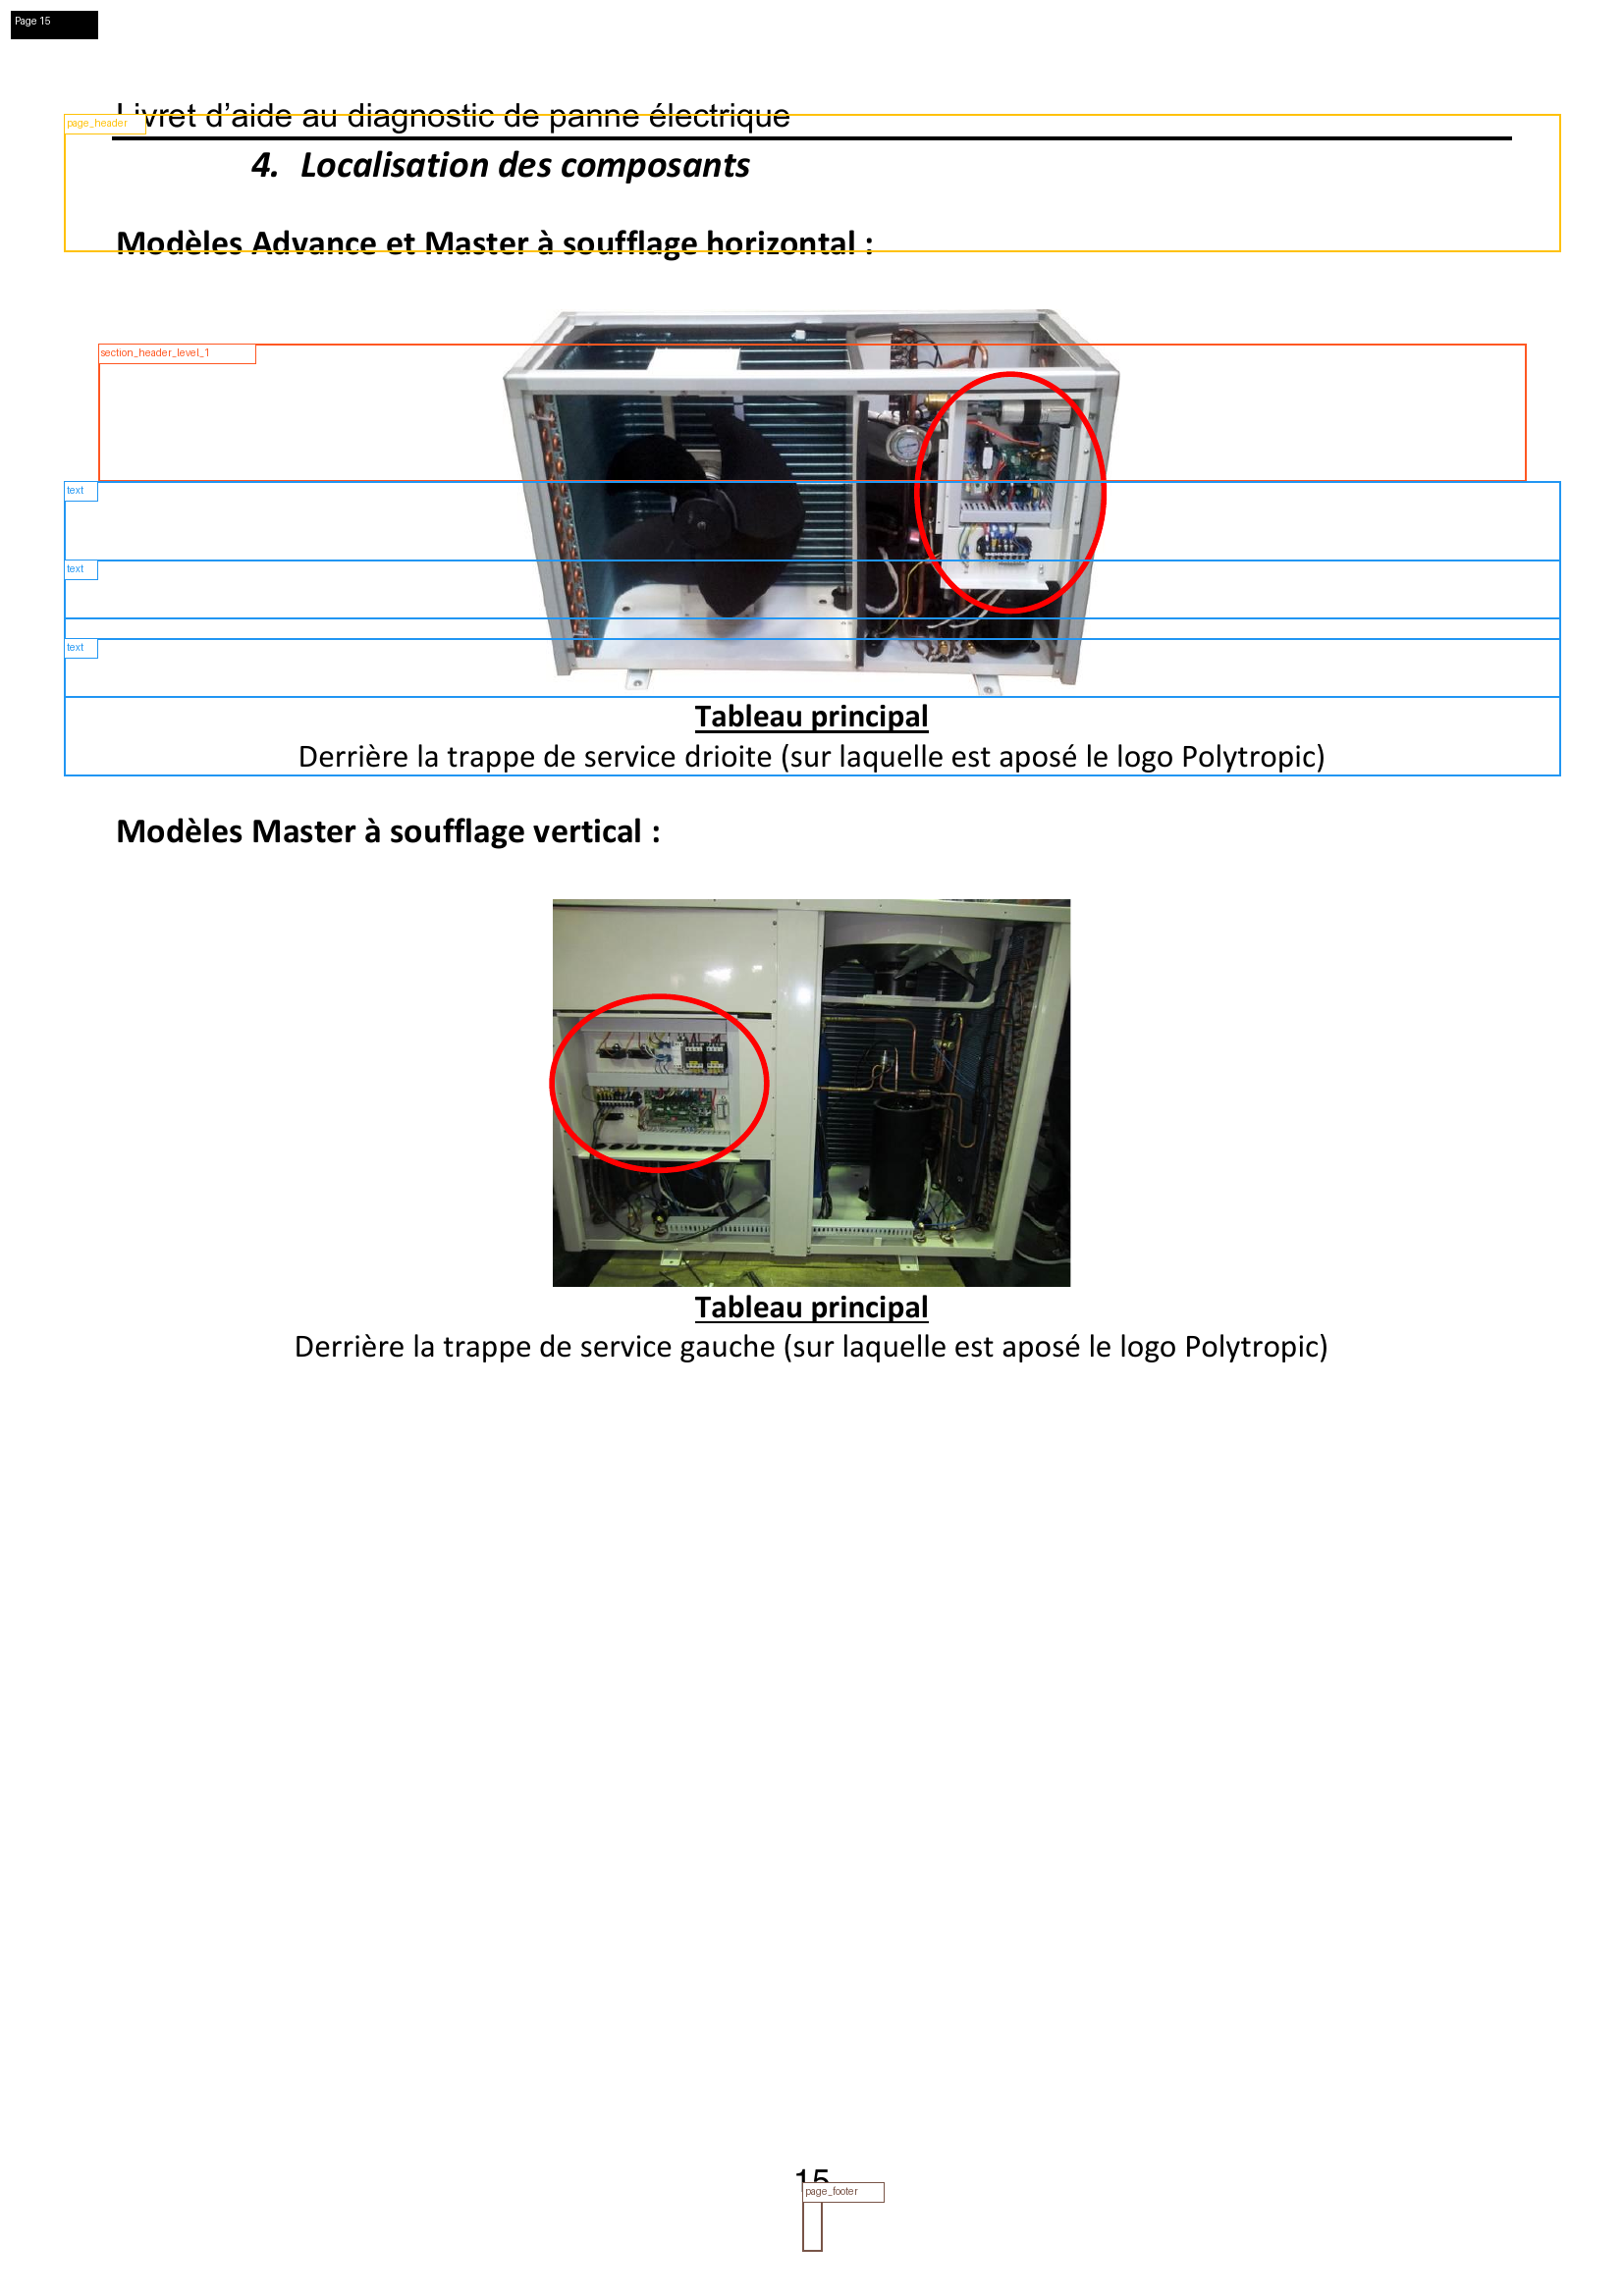 Page 15
Livret d’aide au diagnostic de panne électrique
page_header
4. Localisation des composants
Modèles Advance et Master à soufflage horizontal :
section_header_level_1
text
text
text
Tableau principal
Derrière la trappe de service drioite (sur laquelle est aposé le logo Polytropic)
Modèles Master à soufflage vertical :
Tableau principal
Derrière la trappe de service gauche (sur laquelle est aposé le logo Polytropic)
15
page_footer